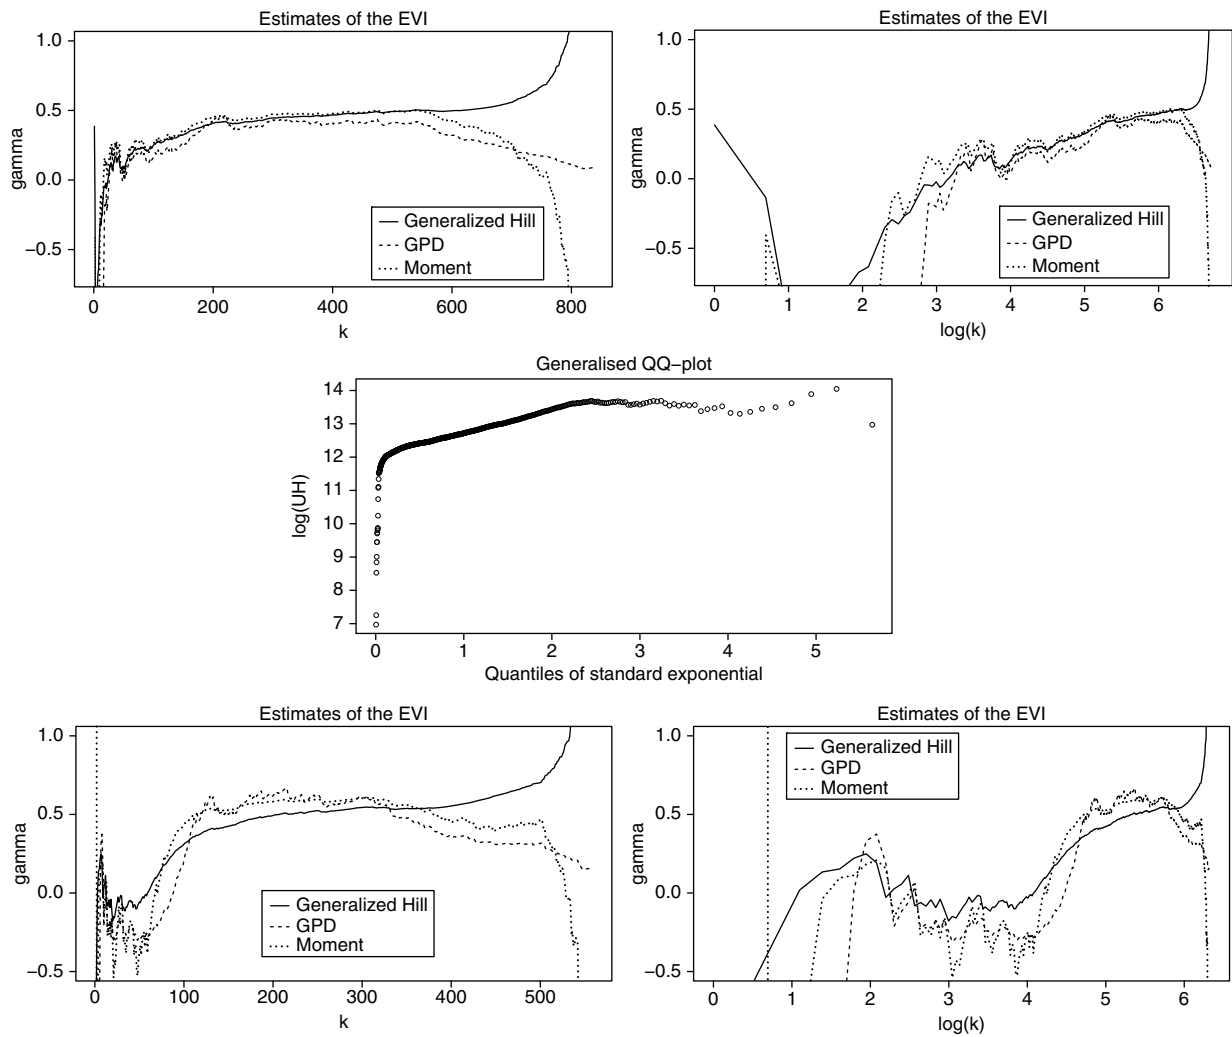 Estimates of the EVI
1.0
0.5
0.0
−0.5
gamma
Generalized Hill
GPD
Moment
0 200 400 600 800
k
Estimates of the EVI
1.0
0.5
0.0
−0.5
gamma
Generalized Hill
GPD
Moment
0 1 2 3 4 5 6
log(k)
Generalised QQ−plot
14
13
12
11
10
9
8
7
log(UH)
0 1 2 3 4 5
Quantiles of standard exponential
Estimates of the EVI
1.0
0.5
0.0
−0.5
gamma
Generalized Hill
GPD
Moment
0 100 200 300 400 500
k
Estimates of the EVI
Generalized Hill
GPD
Moment
1.0
0.5
0.0
−0.5
gamma
0 1 2 3 4 5 6
log(k)